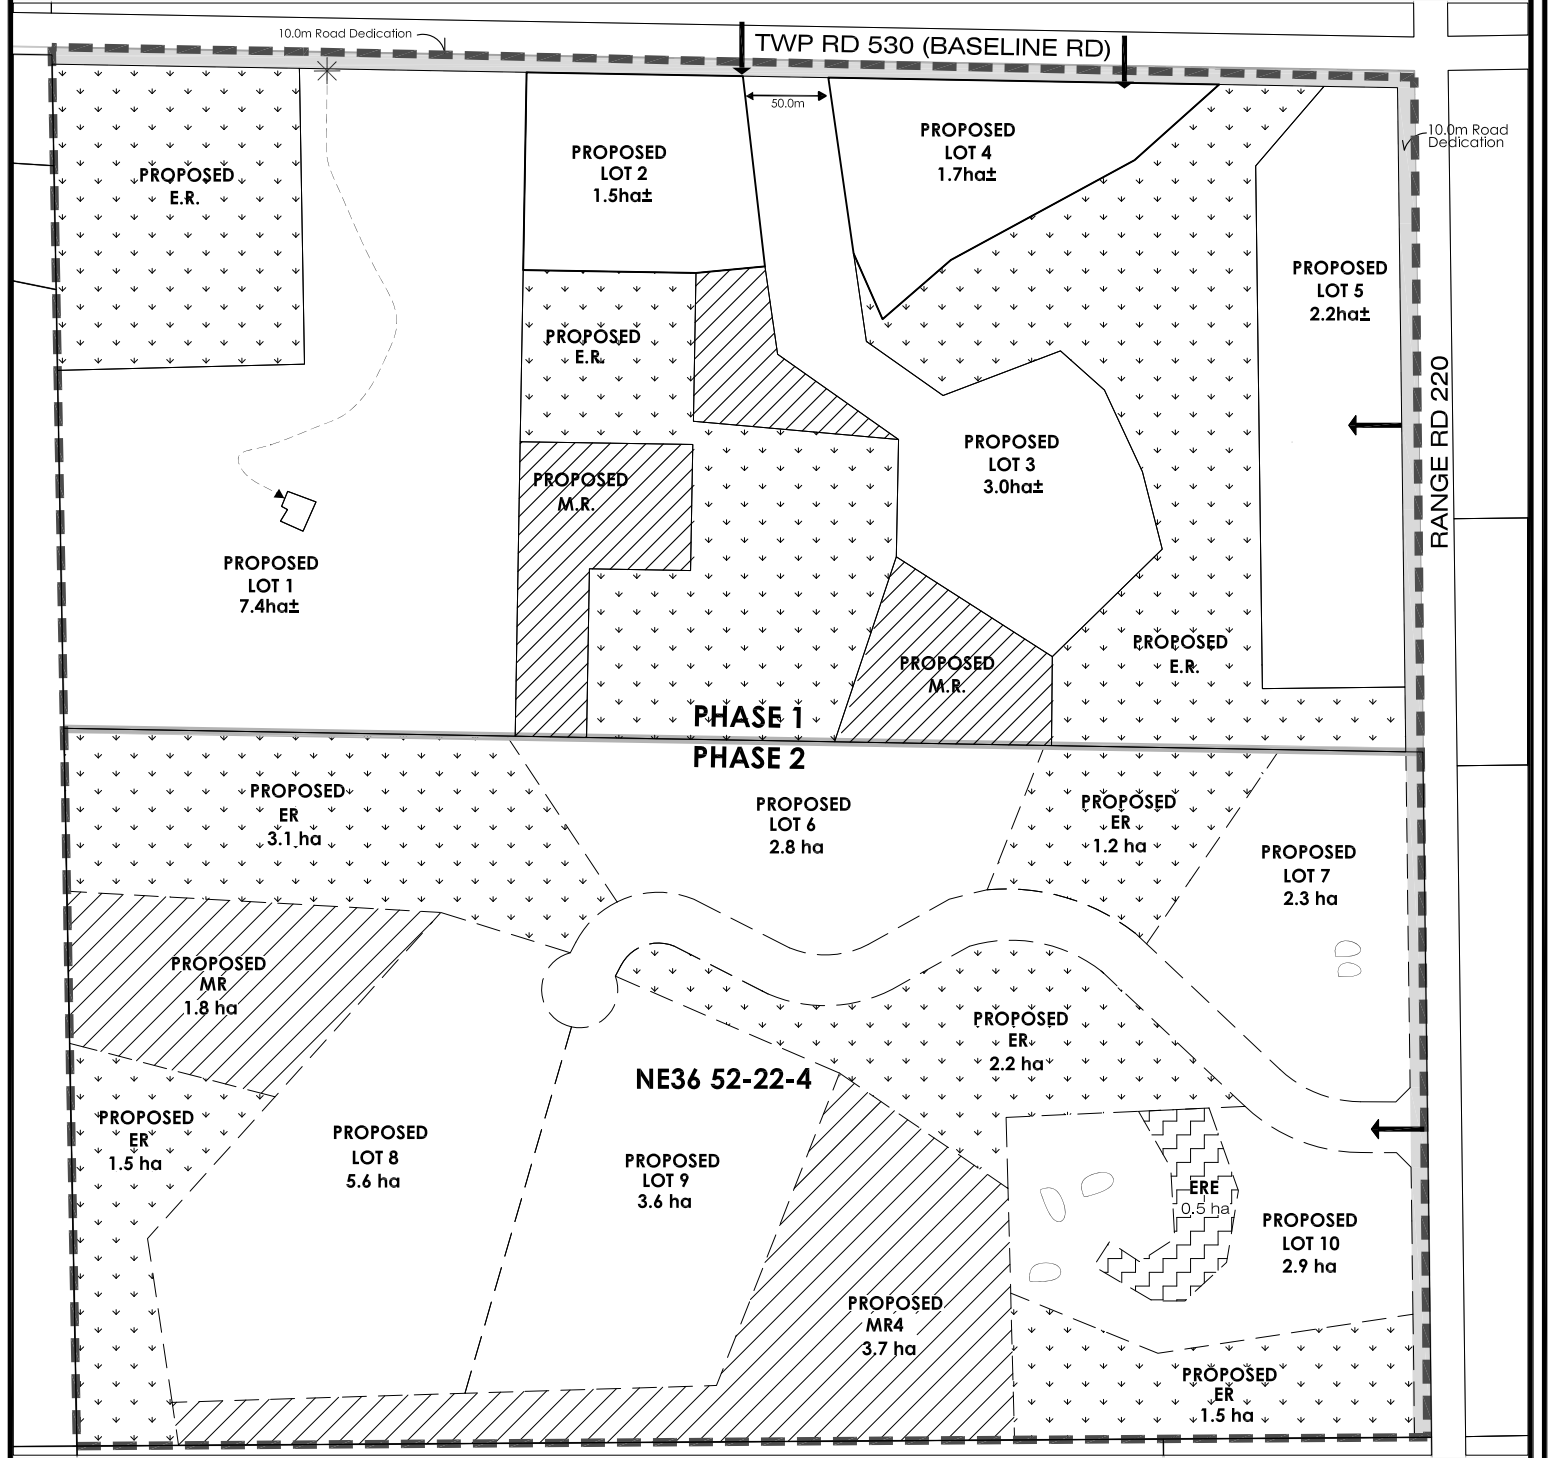 10.0m Road Dedication
TWP RD 530 (BASELINE RD)
50.0m
10.0m Road
Dedication
PROPOSED
E.R.
PROPOSED
LOT 2
1.5ha±
PROPOSED
LOT 4
1.7ha±
PROPOSED
LOT 5
2.2ha±
PROPOSED
E.R.
RANGE RD 220
PROPOSED
LOT 3
3.0ha±
PROPOSED
M.R.
PROPOSED
LOT 1
7.4ha±
PROPOSED
M.R.
PROPOSED
E.R.
PHASE 1
PHASE 2
PROPOSED
ER
3.1 ha
PROPOSED
LOT 6
2.8 ha
PROPOSED
ER
1.2 ha
PROPOSED
LOT 7
2.3 ha
PROPOSED
MR
1.8 ha
PROPOSED
ER
2.2 ha
NE36 52-22-4
PROPOSED
ER
1.5 ha
PROPOSED
LOT 8
5.6 ha
PROPOSED
LOT 9
3.6 ha
ERE
0.5 ha
PROPOSED
LOT 10
2.9 ha
PROPOSED
MR4
3.7 ha
PROPOSED
ER
1.5 ha